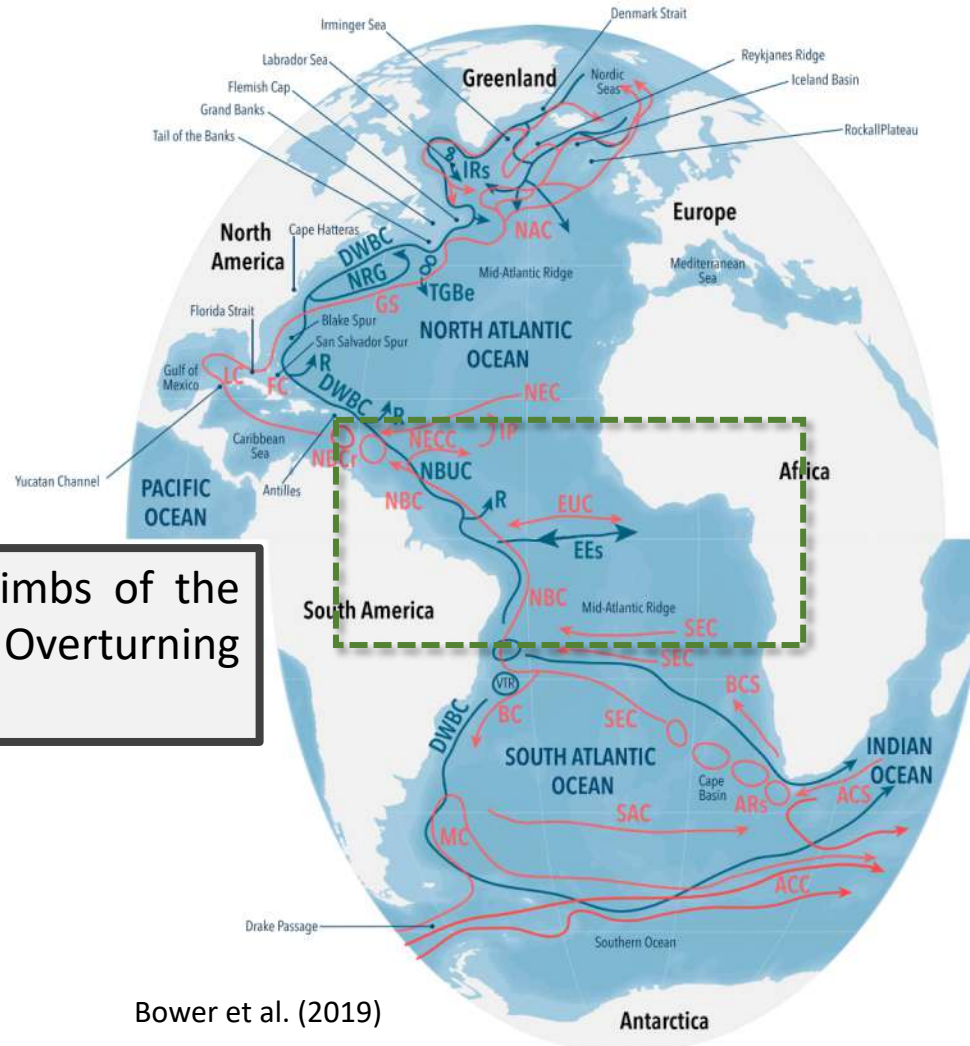 Denmark Strait
Irminger Sea
Reykjanes Ridge
Labrador Sea
Greenland
Nordic
Seas
Iceland Basin
Flemish Cap
Grand Banks
Tail of the Banks
RockallPlateau
IRs
NAC
Europe
North
America
Cape Hatteras
DWBC
NRG
Mid-Atlantic Ridge
Mediterranean
Sea
TGBe
GS
Florida Strait
Blake Spur
San Salvador Spur
NORTH ATLANTIC
OCEAN
Gulf of
Mexico
LC
FC
R
DWBC
NEC
R
Caribbean
Sea
NBCr
NECC
IP
Africa
Yucatan Channel
Antilles
PACIFIC
OCEAN
NBUC
NBC
R
EUC
EEs
imbs of the
Overturning
South America
NBC
Mid-Atlantic Ridge
SEC
SEC
VTR
BC
DWBC
SEC
BCS
SOUTH ATLANTIC
OCEAN
INDIAN
OCEAN
Cape
Basin
ARs
ACS
SAC
MC
ACC
Drake Passage
Southern Ocean
Bower et al. (2019)
Antarctica